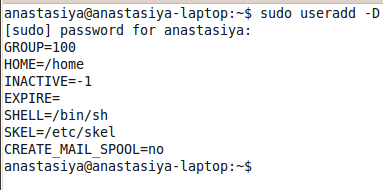 anastasiya@anastasiya-laptop:~$ sudo useradd -D
[sudo] password for anastasiya:
GROUP=100
HOME=/home
INACTIVE=-1
EXPIRE=
SHELL=/bin/sh
SKEL=/etc/skel
CREATE_MAIL_SPOOL=no
anastasiya@anastasiya-laptop:~$